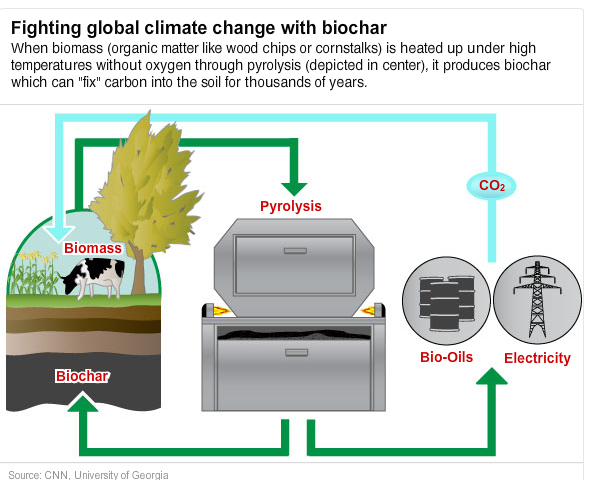 Fighting global climate change with biochar
When biomass (organic matter like wood chips or cornstalks) is heated up under high
temperatures without oxygen through pyrolysis (depicted in center), it produces biochar
which can "fix" carbon into the soil for thousands of years.
CO₂
Pyrolysis
Biomass
Bio-Oils
Electricity
Biochar
Source: CNN, University of Georgia